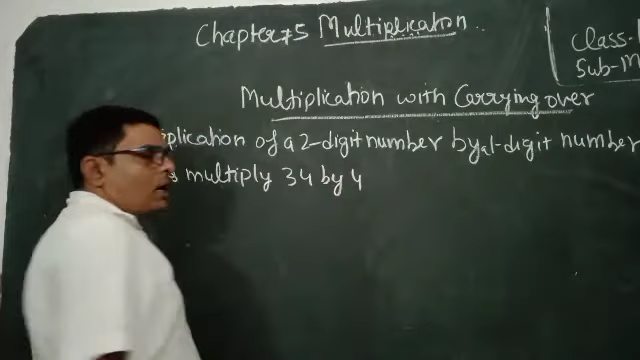 Chapter#5 Multiplication..
Class-
Sub-M
Multiplication with Carrying over
plication of a 2-digit number by a 1-digit number
multiply 34 by 4